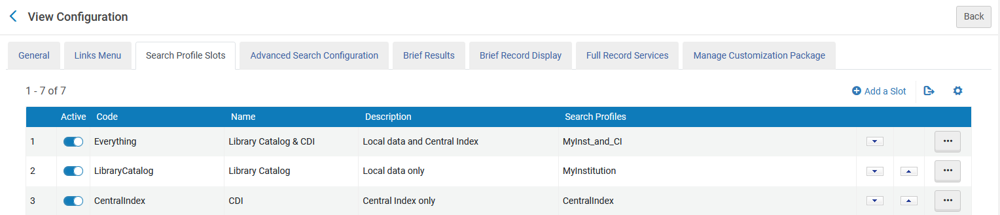 View Configuration
Back
General Links Menu Search Profile Slots Advanced Search Configuration Brief Results Brief Record Display Full Record Services Manage Customization Package
1 - 7 of 7
Add a Slot
Active Code Name Description Search Profiles
1 Everything Library Catalog & CDI Local data and Central Index MyInst_and_CI
2 LibraryCatalog Library Catalog Local data only MyInstitution
3 CentralIndex CDI Central Index only CentralIndex